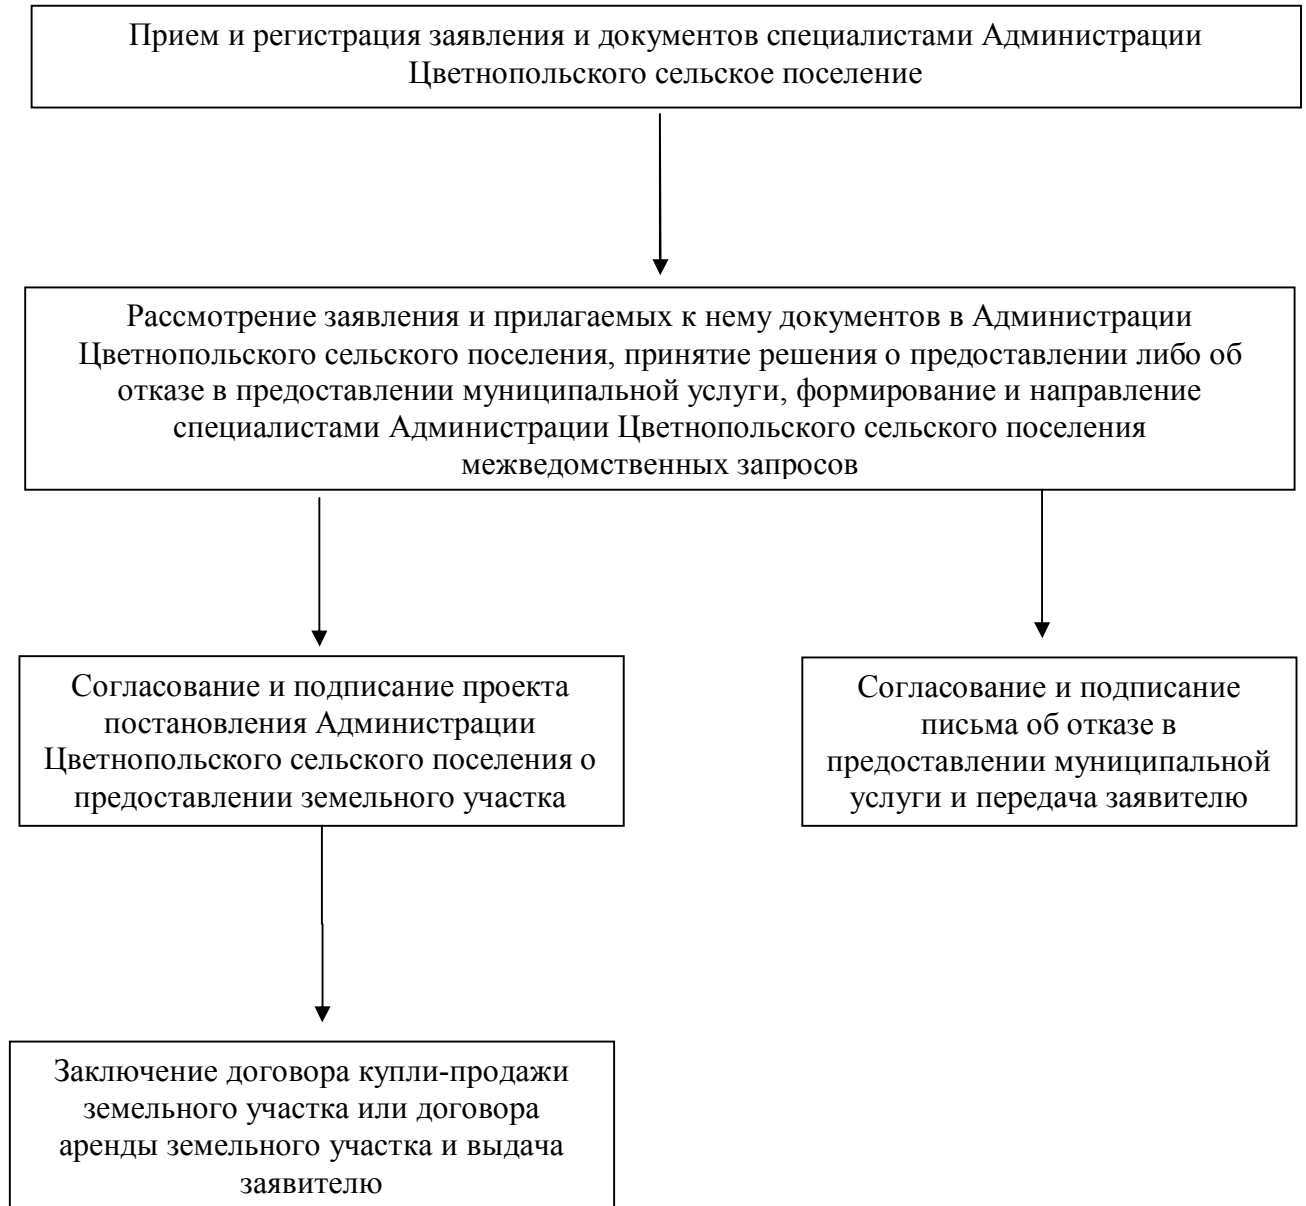 Прием и регистрация заявления и документов специалистами Администрации
Цветнопольского сельское поселение
Рассмотрение заявления и прилагаемых к нему документов в Администрации
Цветнопольского сельского поселения, принятие решения о предоставлении либо об
отказе в предоставлении муниципальной услуги, формирование и направление
специалистами Администрации Цветнопольского сельского поселения
межведомственных запросов
Согласование и подписание проекта
постановления Администрации
Цветнопольского сельского поселения о
предоставлении земельного участка
Согласование и подписание
письма об отказе в
предоставлении муниципальной
услуги и передача заявителю
Заключение договора купли-продажи
земельного участка или договора
аренды земельного участка и выдача
заявителю